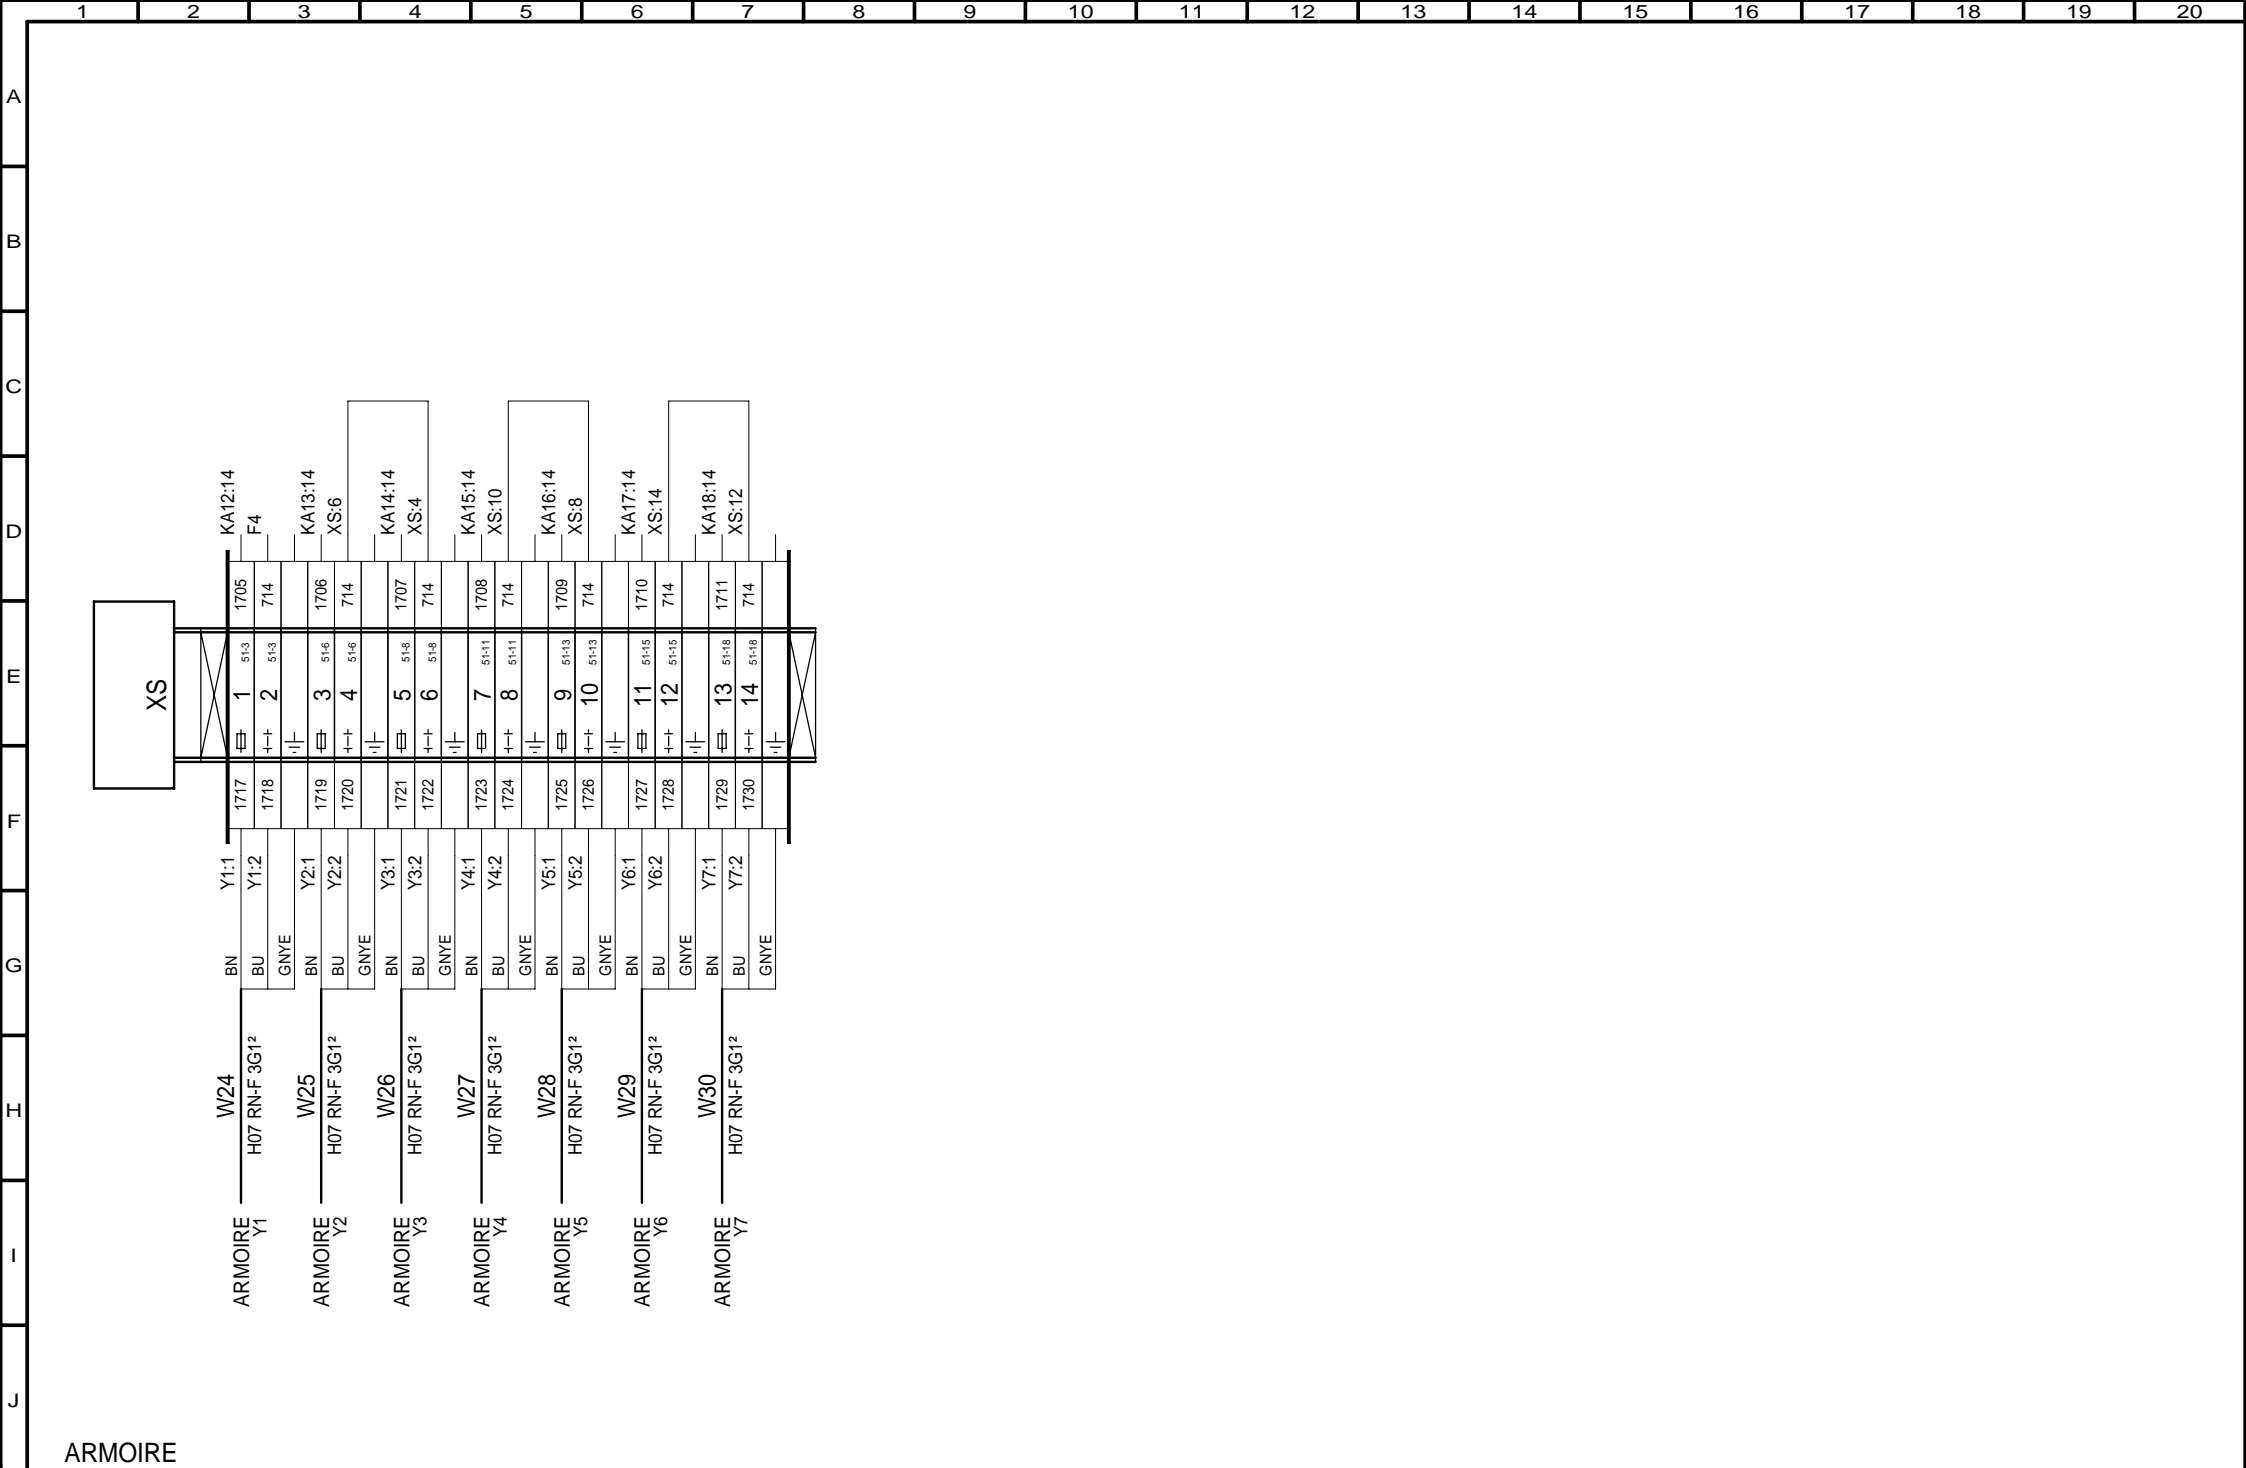 1 2 3 4 5 6 7 8 9 10 11 12 13 14 15 16 17 18 19 20
A
B
C
D
E
F
G
H
I
J
KA12:14
F4
KA13:14
XS:6
KA14:14
XS:4
KA15:14
XS:10
KA16:14
XS:8
KA17:14
XS:14
KA18:14
XS:12
1705
714
1706
714
1707
714
1708
714
1709
714
1710
714
1711
714
XS
51-3
51-3
51-6
51-6
51-8
51-8
51-11
51-11
51-13
51-13
51-15
51-15
51-18
51-18
1
2
3
4
5
6
7
8
9
10
11
12
13
14
1717
1718
1719
1720
1721
1722
1723
1724
1725
1726
1727
1728
1729
1730
Y1:1
Y1:2
Y2:1
Y2:2
Y3:1
Y3:2
Y4:1
Y4:2
Y5:1
Y5:2
Y6:1
Y6:2
Y7:1
Y7:2
BN
BU
GNYE
BN
BU
GNYE
BN
BU
GNYE
BN
BU
GNYE
BN
BU
GNYE
BN
BU
GNYE
BN
BU
GNYE
W24
H07 RN-F 3G1²
W25
H07 RN-F 3G1²
W26
H07 RN-F 3G1²
W27
H07 RN-F 3G1²
W28
H07 RN-F 3G1²
W29
H07 RN-F 3G1²
W30
H07 RN-F 3G1²
ARMOIRE
Y1
ARMOIRE
Y2
ARMOIRE
Y3
ARMOIRE
Y4
ARMOIRE
Y5
ARMOIRE
Y6
ARMOIRE
Y7
ARMOIRE